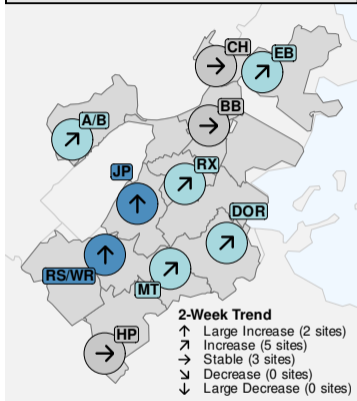 CH
EB
BB
A/B
JP
RX
DOR
RS/WR
MT
HP
2-Week Trend
↑ Large Increase (2 sites)
↗ Increase (5 sites)
→ Stable (3 sites)
↘ Decrease (0 sites)
↓ Large Decrease (0 sites)